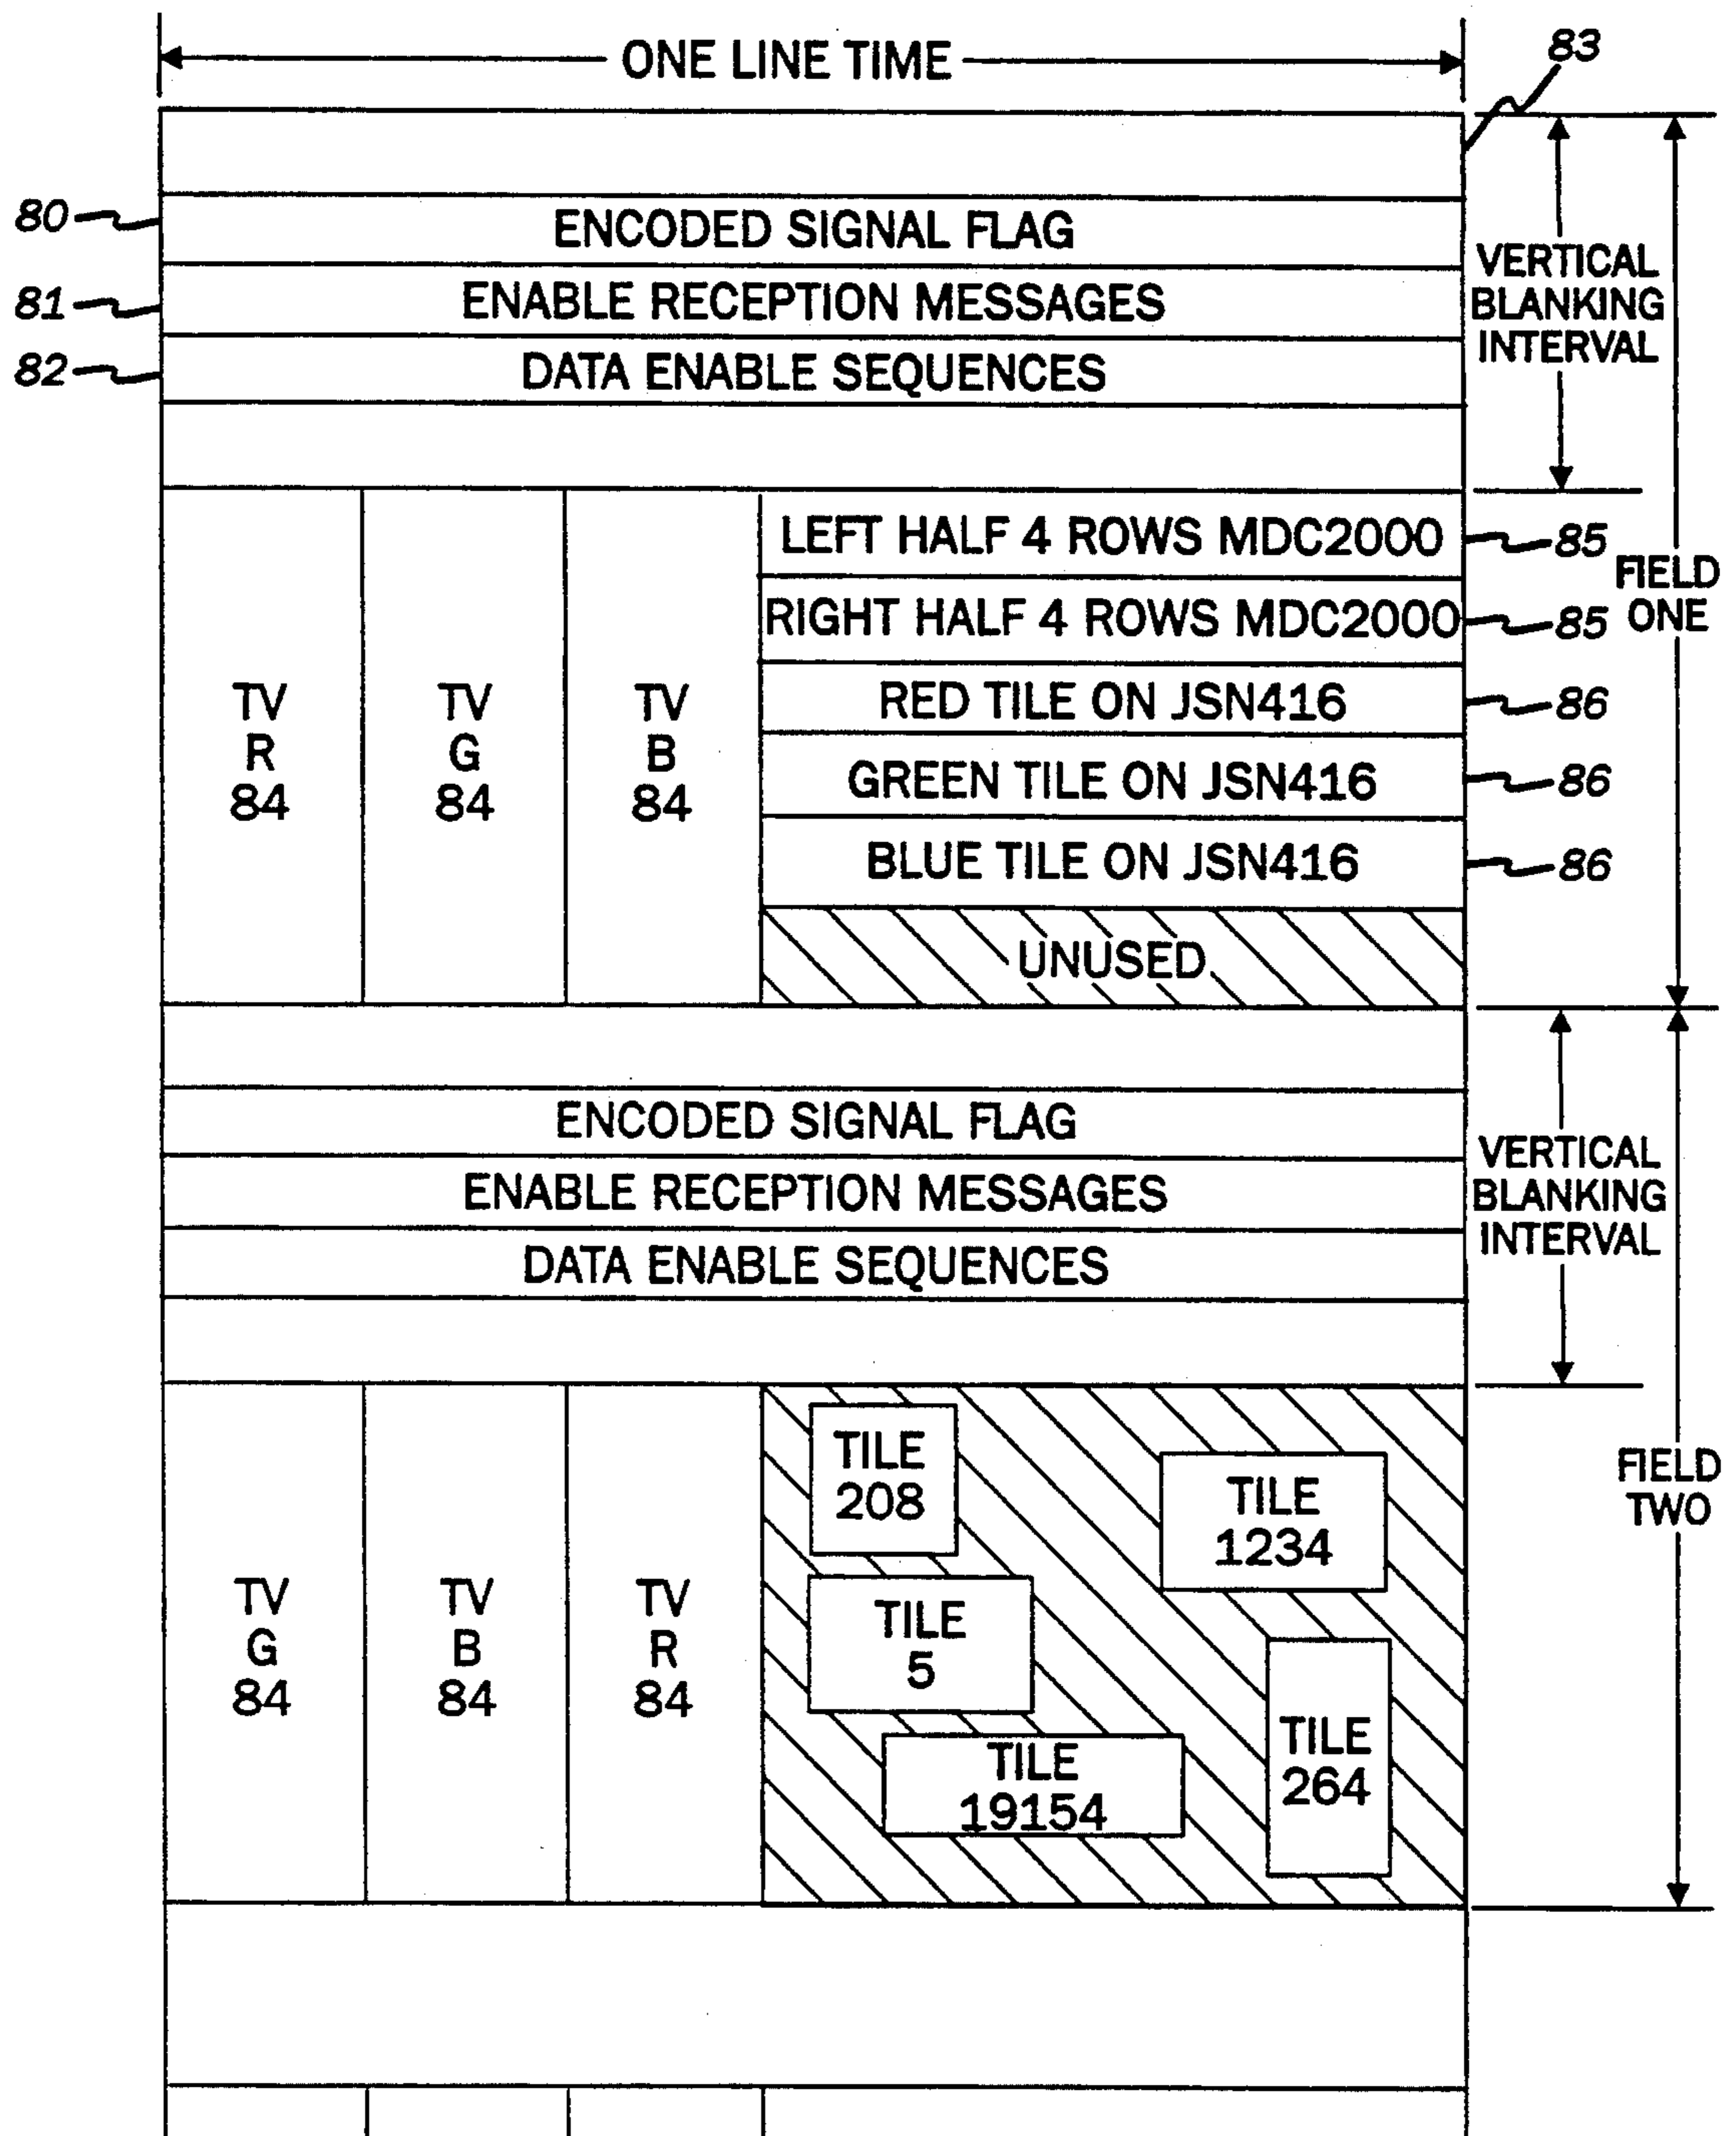 ONE LINE TIME
83
80
ENCODED SIGNAL FLAG
81
ENABLE RECEPTION MESSAGES
82
DATA ENABLE SEQUENCES
VERTICAL
BLANKING
INTERVAL
FIELD
ONE
TV
R
84
TV
G
84
TV
B
84
LEFT HALF 4 ROWS MDC2000
85
RIGHT HALF 4 ROWS MDC2000
85
RED TILE ON JSN416
86
GREEN TILE ON JSN416
86
BLUE TILE ON JSN416
86
UNUSED
ENCODED SIGNAL FLAG
ENABLE RECEPTION MESSAGES
DATA ENABLE SEQUENCES
VERTICAL
BLANKING
INTERVAL
FIELD
TWO
TV
G
84
TV
B
84
TV
R
84
TILE
208
TILE
1234
TILE
5
TILE
19154
TILE
264